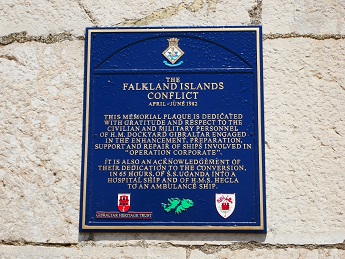 THE
FALKLAND ISLANDS
CONFLICT
APRIL - JUNE 1982
THIS MEMORIAL PLAQUE IS DEDICATED
WITH GRATITUDE AND RESPECT TO THE
CIVILIAN AND MILITARY PERSONNEL
OF H.M. DOCKYARD GIBRALTAR ENGAGED
IN THE ENHANCEMENT, PREPARATION,
SUPPORT AND REPAIR OF SHIPS INVOLVED IN
"OPERATION CORPORATE".
IT IS ALSO AN ACKNOWLEDGEMENT OF
THEIR DEDICATION TO THE CONVERSION,
IN 65 HOURS, OF S.S. UGANDA INTO A
HOSPITAL SHIP AND OF H.M.S. HECLA
TO AN AMBULANCE SHIP.
GIBRALTAR HERITAGE TRUST